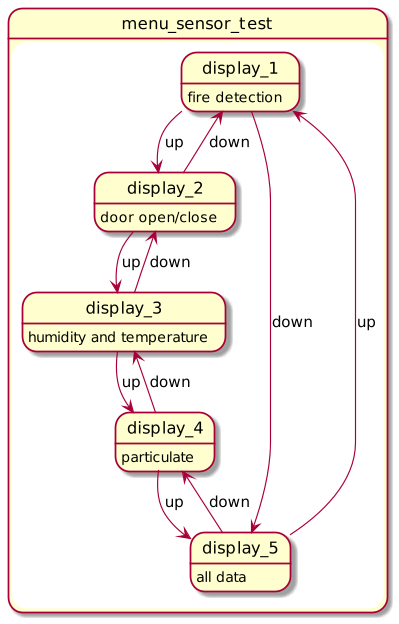 menu_sensor_test
display_1
fire detection
up
down
display_2
door open/close
up
down
down
up
display_3
humidity and temperature
up
down
display_4
particulate
up
down
display_5
all data